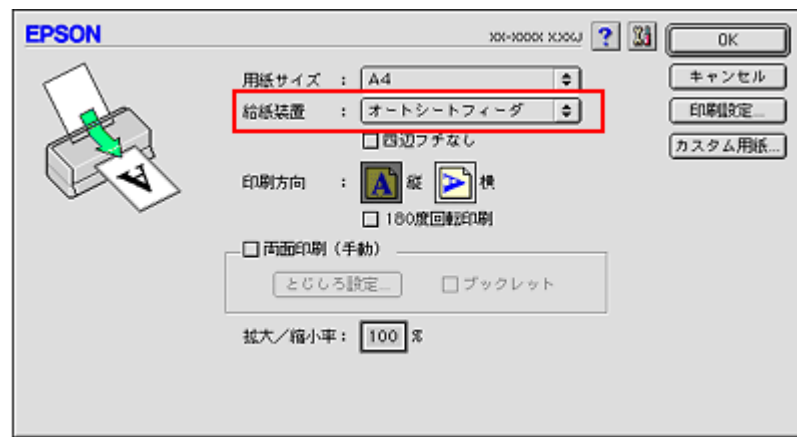 EPSON
XX-XXXX X.XXJ ? OK
用紙サイズ : A4 キャンセル
給紙装置 : オートシートフィーダ 印刷設定...
四辺フチなし カスタム用紙...
印刷方向 : A 縦 A 横
180度回転印刷
両面印刷（手動）
とじしろ設定... ブックレット
拡大／縮小率： 100 %
A